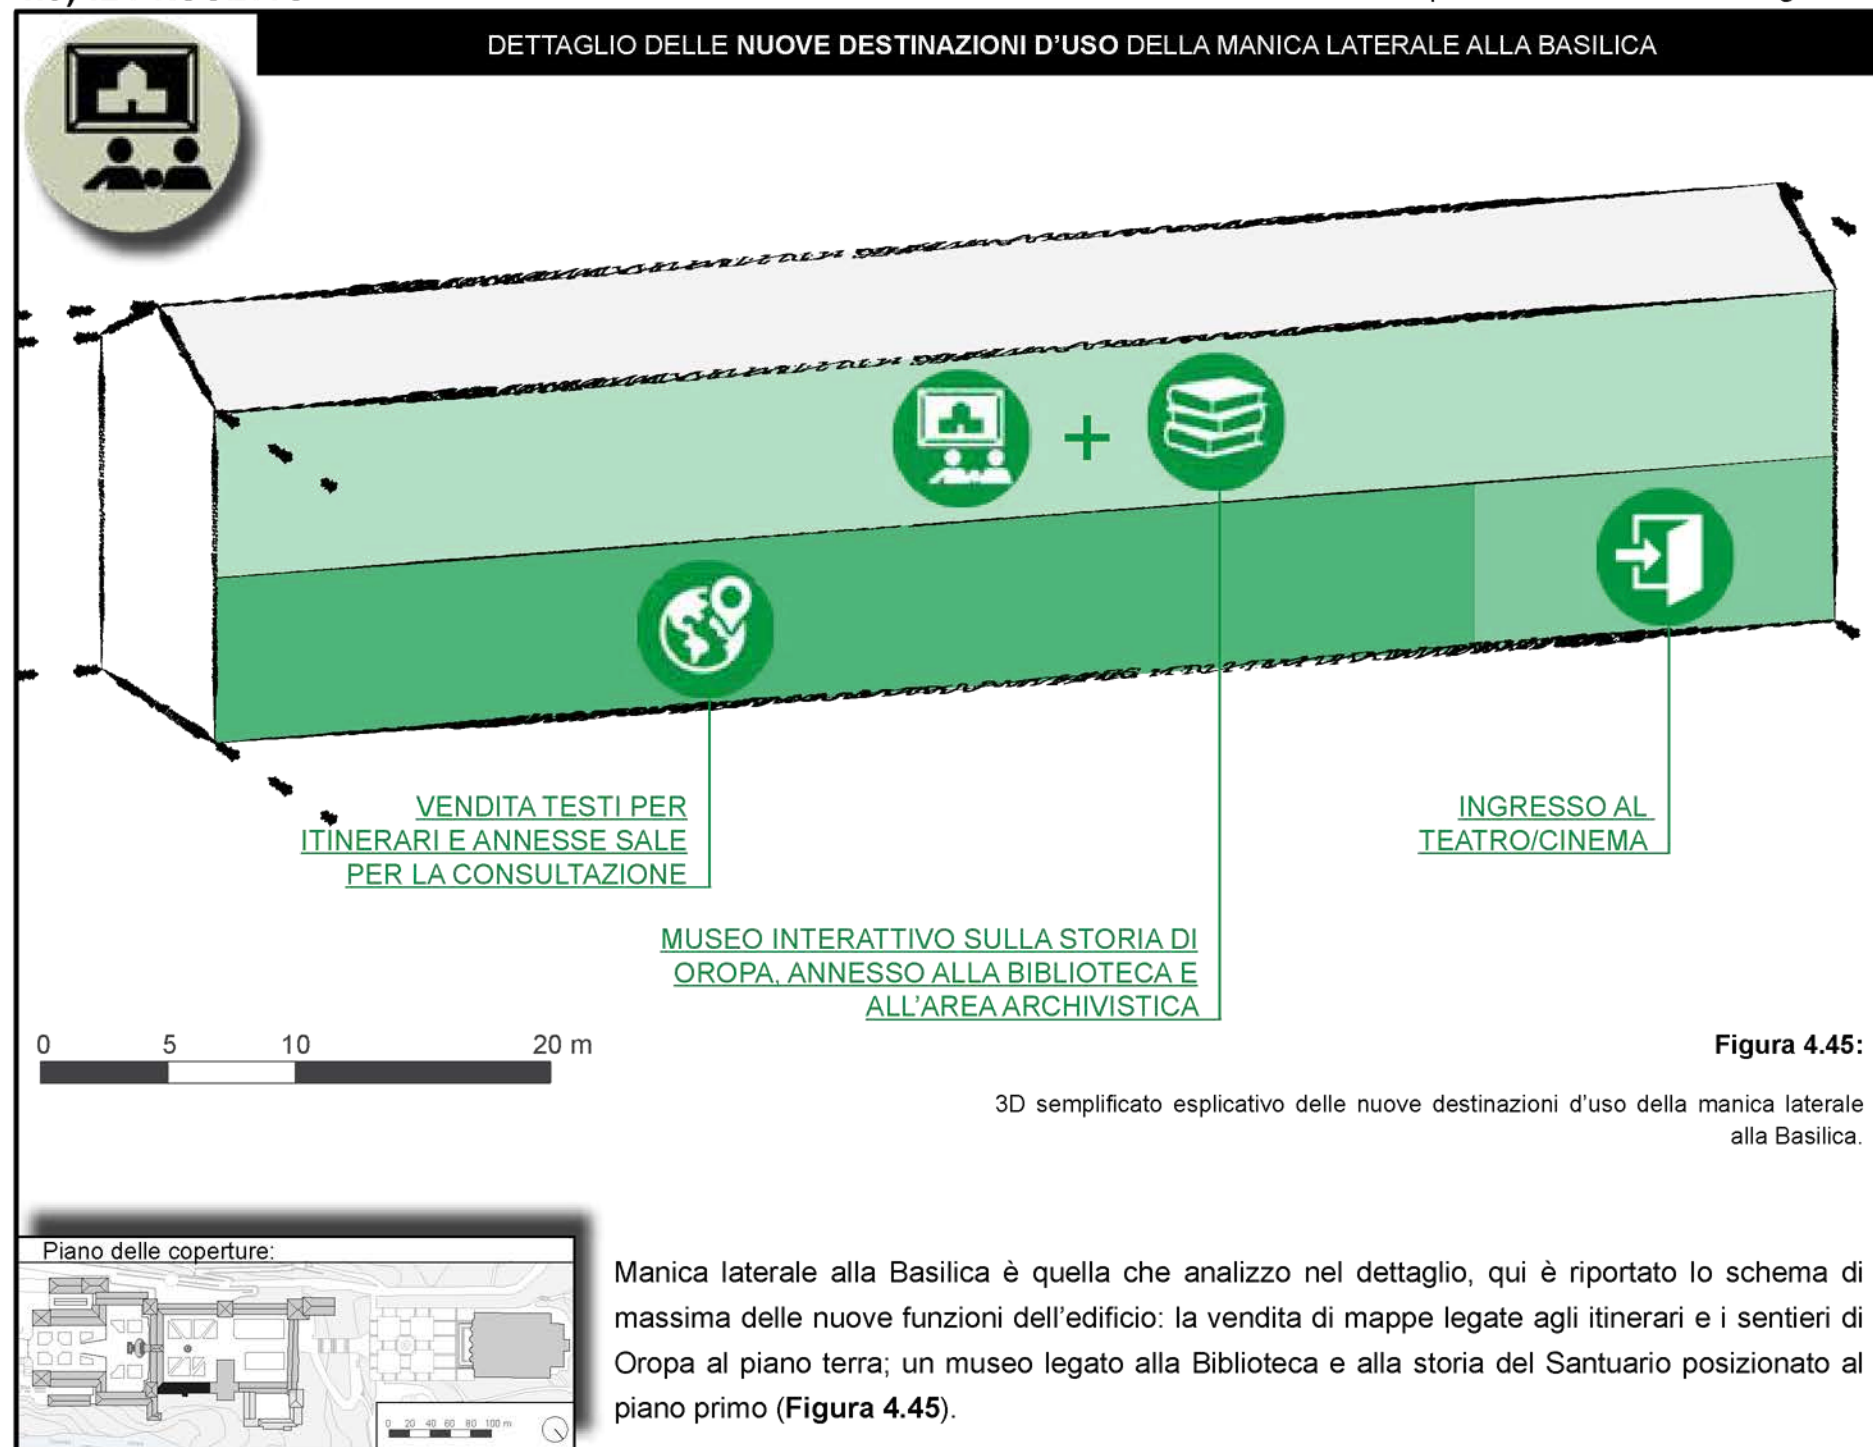 DETTAGLIO DELLE NUOVE DESTINAZIONI D'USO DELLA MANICA LATERALE ALLA BASILICA
VENDITA TESTI PER
ITINERARI E ANNESSE SALE
PER LA CONSULTAZIONE
INGRESSO AL
TEATRO/CINEMA
MUSEO INTERATTIVO SULLA STORIA DI
OROPA, ANNESSO ALLA BIBLIOTECA E
ALL'AREA ARCHIVISTICA
0 5 10 20 m
Figura 4.45:
3D semplificato esplicativo delle nuove destinazioni d'uso della manica laterale
alla Basilica.
Piano delle coperture:
0 20 40 60 80 100 m
Manica laterale alla Basilica è quella che analizzo nel dettaglio, qui è riportato lo schema di
massima delle nuove funzioni dell'edificio: la vendita di mappe legate agli itinerari e i sentieri di
Oropa al piano terra; un museo legato alla Biblioteca e alla storia del Santuario posizionato al
piano primo (Figura 4.45).